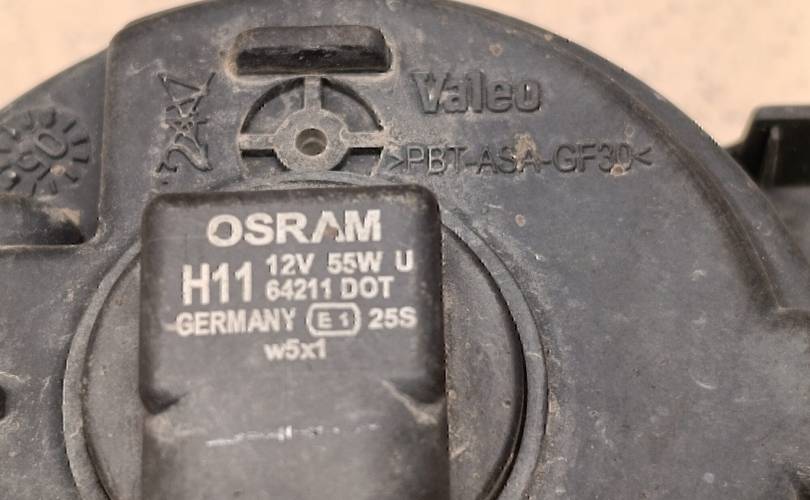 Valeo
>PBT-ASA-GF30<
OSRAM
H11 12V 55W U
64211 DOT
GERMANY E1 25S
w5x1